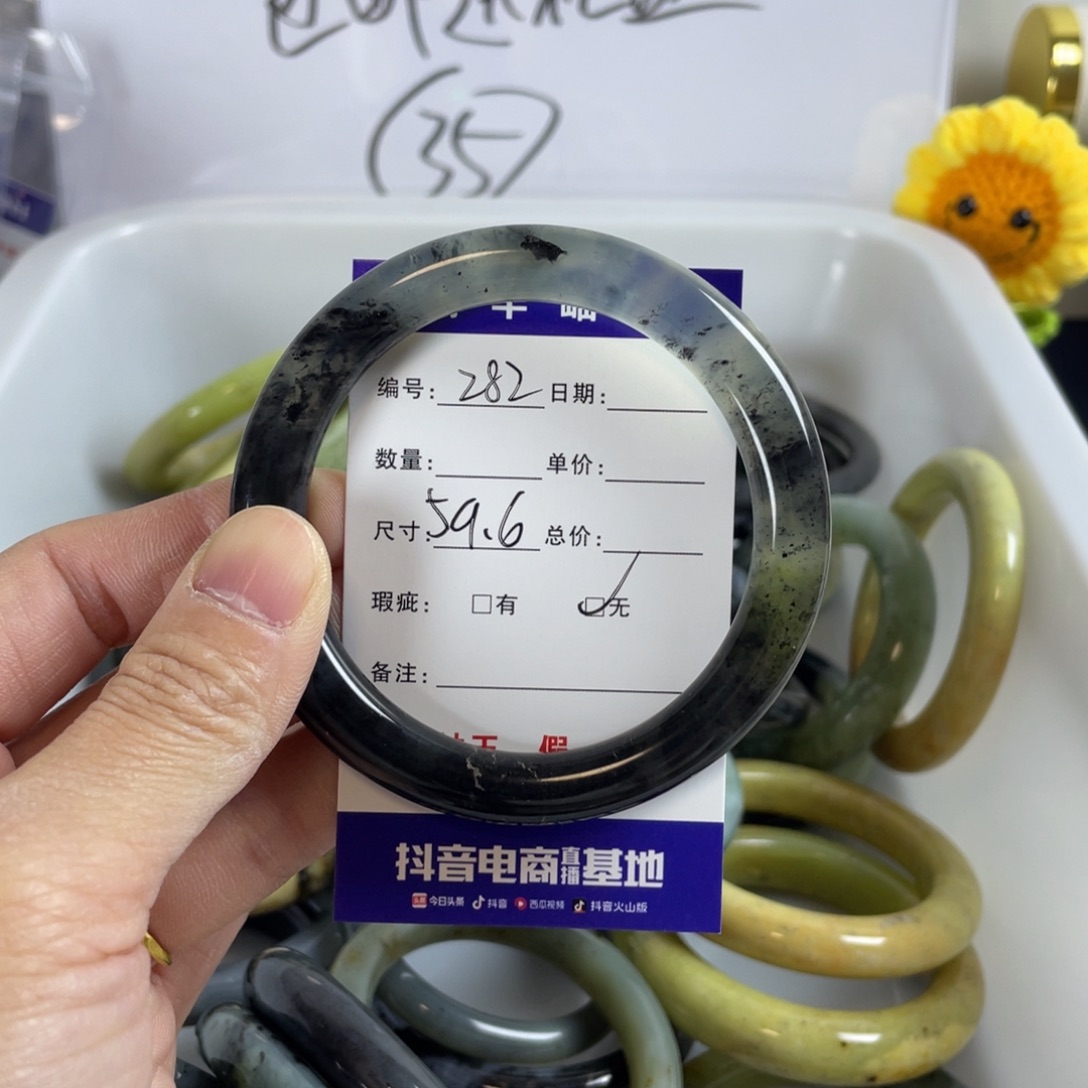 (35)
编号: 282 日期:
数量: 单价:
尺寸: 59.6 总价:
瑕疵: □有 ☑无
备注:
假
抖音电商直播基地
今日头条 抖音 西瓜视频 抖音火山版